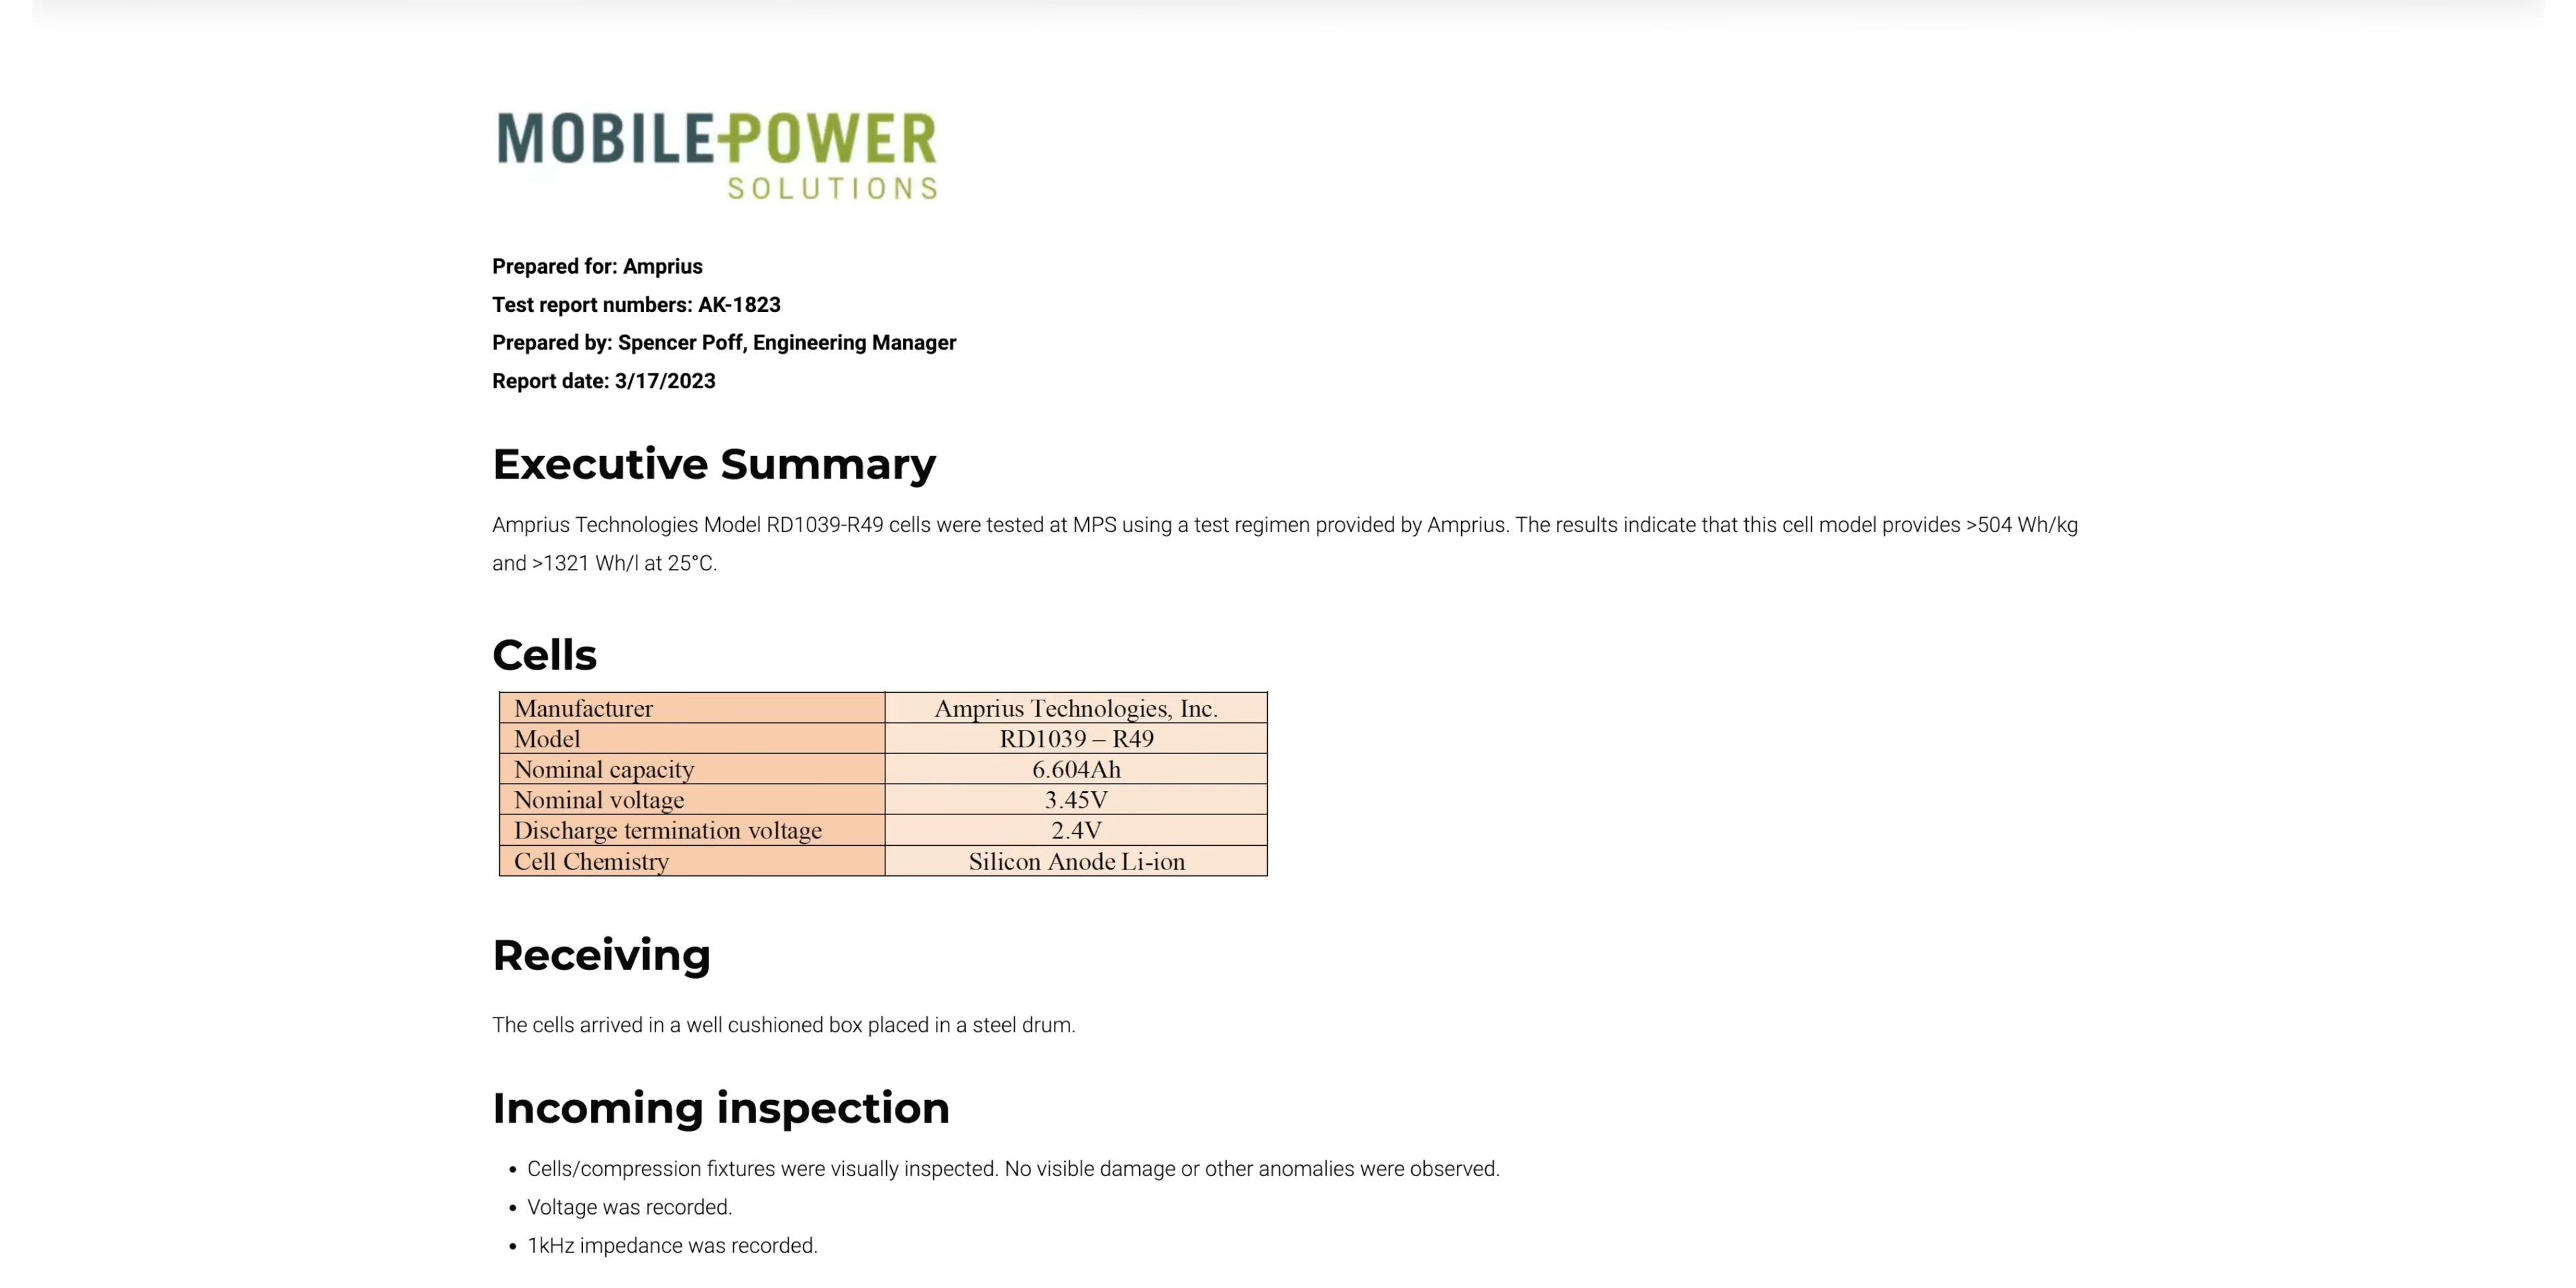 MOBILE POWER
SOLUTIONS
Prepared for: Amprius
Test report numbers: AK-1823
Prepared by: Spencer Poff, Engineering Manager
Report date: 3/17/2023
Executive Summary
Amprius Technologies Model RD1039-R49 cells were tested at MPS using a test regimen provided by Amprius. The results indicate that this cell model provides >504 Wh/kg
and >1321 Wh/l at 25°C.
Cells
Manufacturer Amprius Technologies, Inc.
Model RD1039 – R49
Nominal capacity 6.604Ah
Nominal voltage 3.45V
Discharge termination voltage 2.4V
Cell Chemistry Silicon Anode Li-ion
Receiving
The cells arrived in a well cushioned box placed in a steel drum.
Incoming inspection
• Cells/compression fixtures were visually inspected. No visible damage or other anomalies were observed.
• Voltage was recorded.
• 1kHz impedance was recorded.